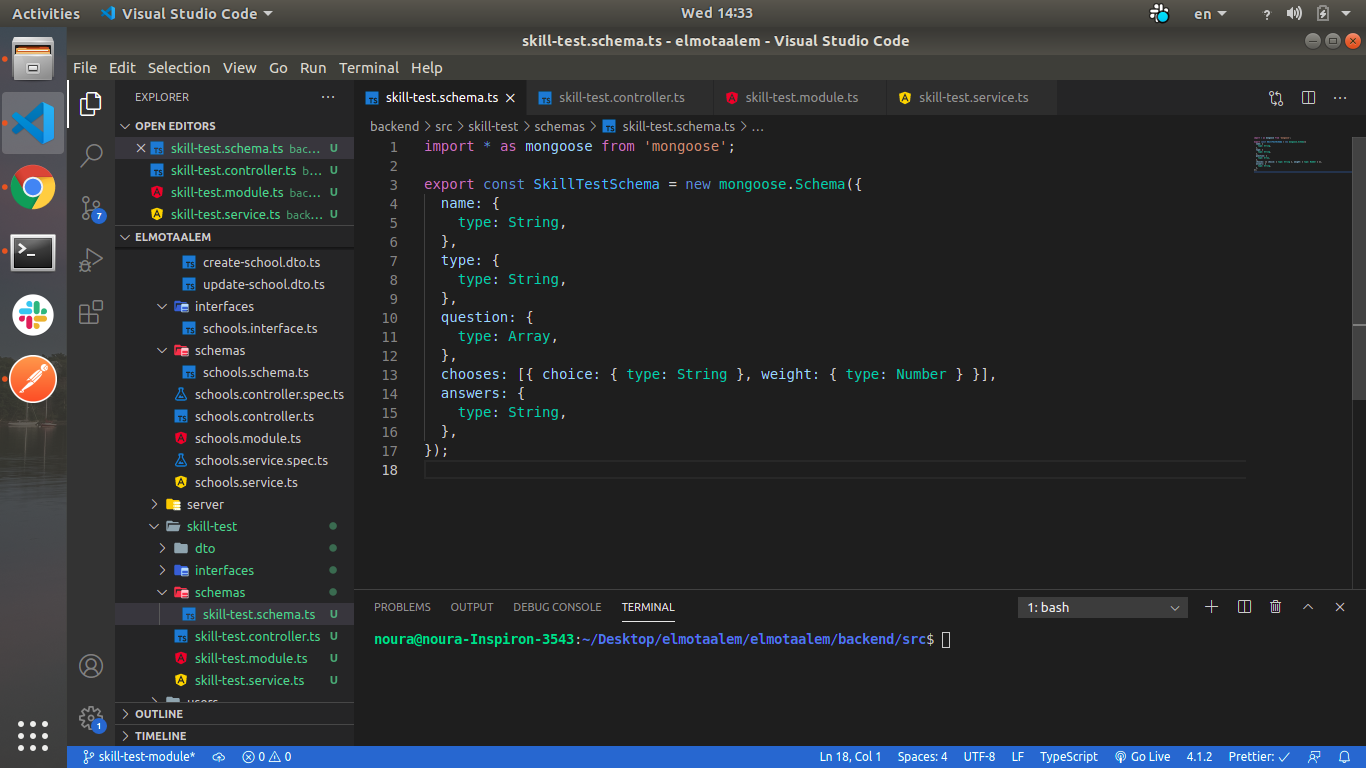 Activities Visual Studio Code Wed 14:33 en ?
skill-test.schema.ts - elmotaalem - Visual Studio Code
File Edit Selection View Go Run Terminal Help
EXPLORER
OPEN EDITORS
skill-test.schema.ts bac... U
skill-test.controller.ts b... U
skill-test.module.ts bac... U
skill-test.service.ts back... U
ELMOTAALEM
create-school.dto.ts
update-school.dto.ts
interfaces
schools.interface.ts
schemas
schools.schema.ts
schools.controller.spec.ts
schools.controller.ts
schools.module.ts
schools.service.spec.ts
schools.service.ts
server
skill-test
dto
interfaces
schemas
skill-test.schema.ts U
skill-test.controller.ts U
skill-test.module.ts U
skill-test.service.ts U
users
OUTLINE
TIMELINE
7
1
skill-test.schema.ts skill-test.controller.ts skill-test.module.ts skill-test.service.ts
backend > src > skill-test > schemas > skill-test.schema.ts > ...
1 import * as mongoose from 'mongoose';
2
3 export const SkillTestSchema = new mongoose.Schema({
4 name: {
5 type: String,
6 },
7 type: {
8 type: String,
9 },
10 question: {
11 type: Array,
12 },
13 chooses: [{ choice: { type: String }, weight: { type: Number } }],
14 answers: {
15 type: String,
16 },
17 });
18
PROBLEMS OUTPUT DEBUG CONSOLE TERMINAL 1: bash
noura@noura-Inspiron-3543:~/Desktop/elmotaalem/elmotaalem/backend/src$
skill-test-module* 0 0 Ln 18, Col 1 Spaces: 4 UTF-8 LF TypeScript Go Live 4.1.2 Prettier: ✓